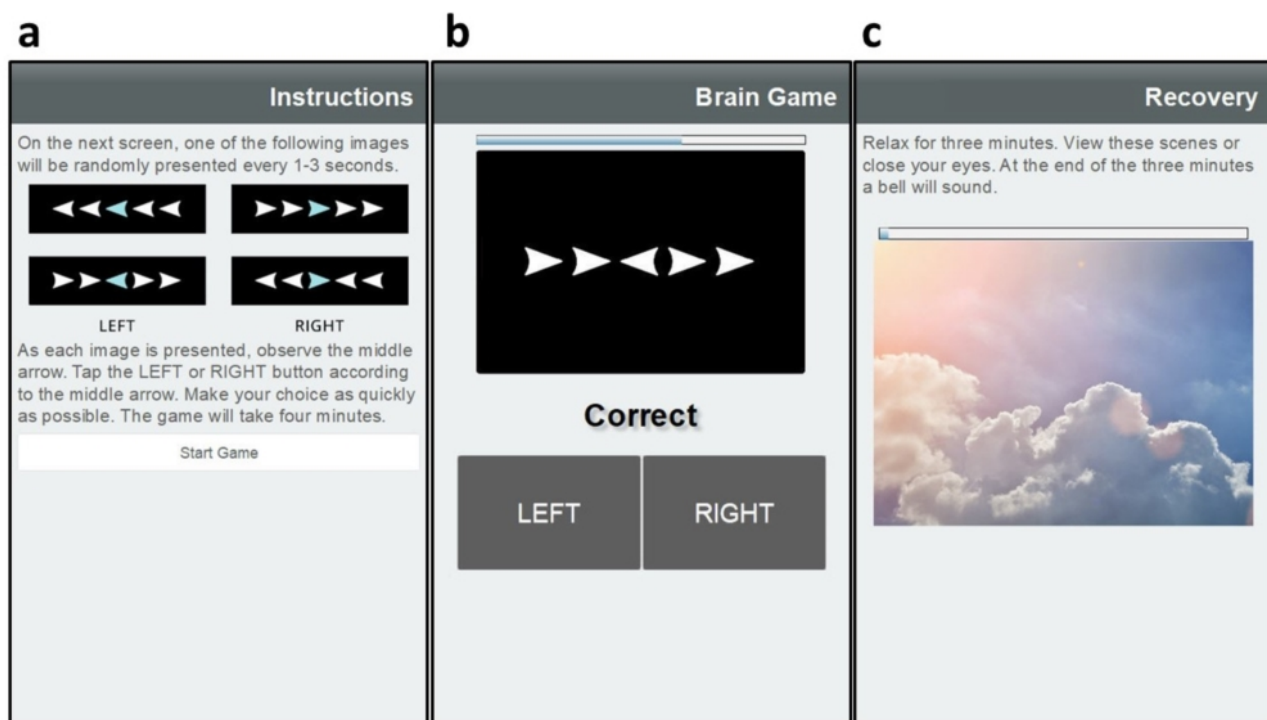 a
Instructions
On the next screen, one of the following images
will be randomly presented every 1-3 seconds.
LEFT
RIGHT
As each image is presented, observe the middle
arrow. Tap the LEFT or RIGHT button according
to the middle arrow. Make your choice as quickly
as possible. The game will take four minutes.
Start Game
b
Brain Game
Correct
LEFT
RIGHT
c
Recovery
Relax for three minutes. View these scenes or
close your eyes. At the end of the three minutes
a bell will sound.